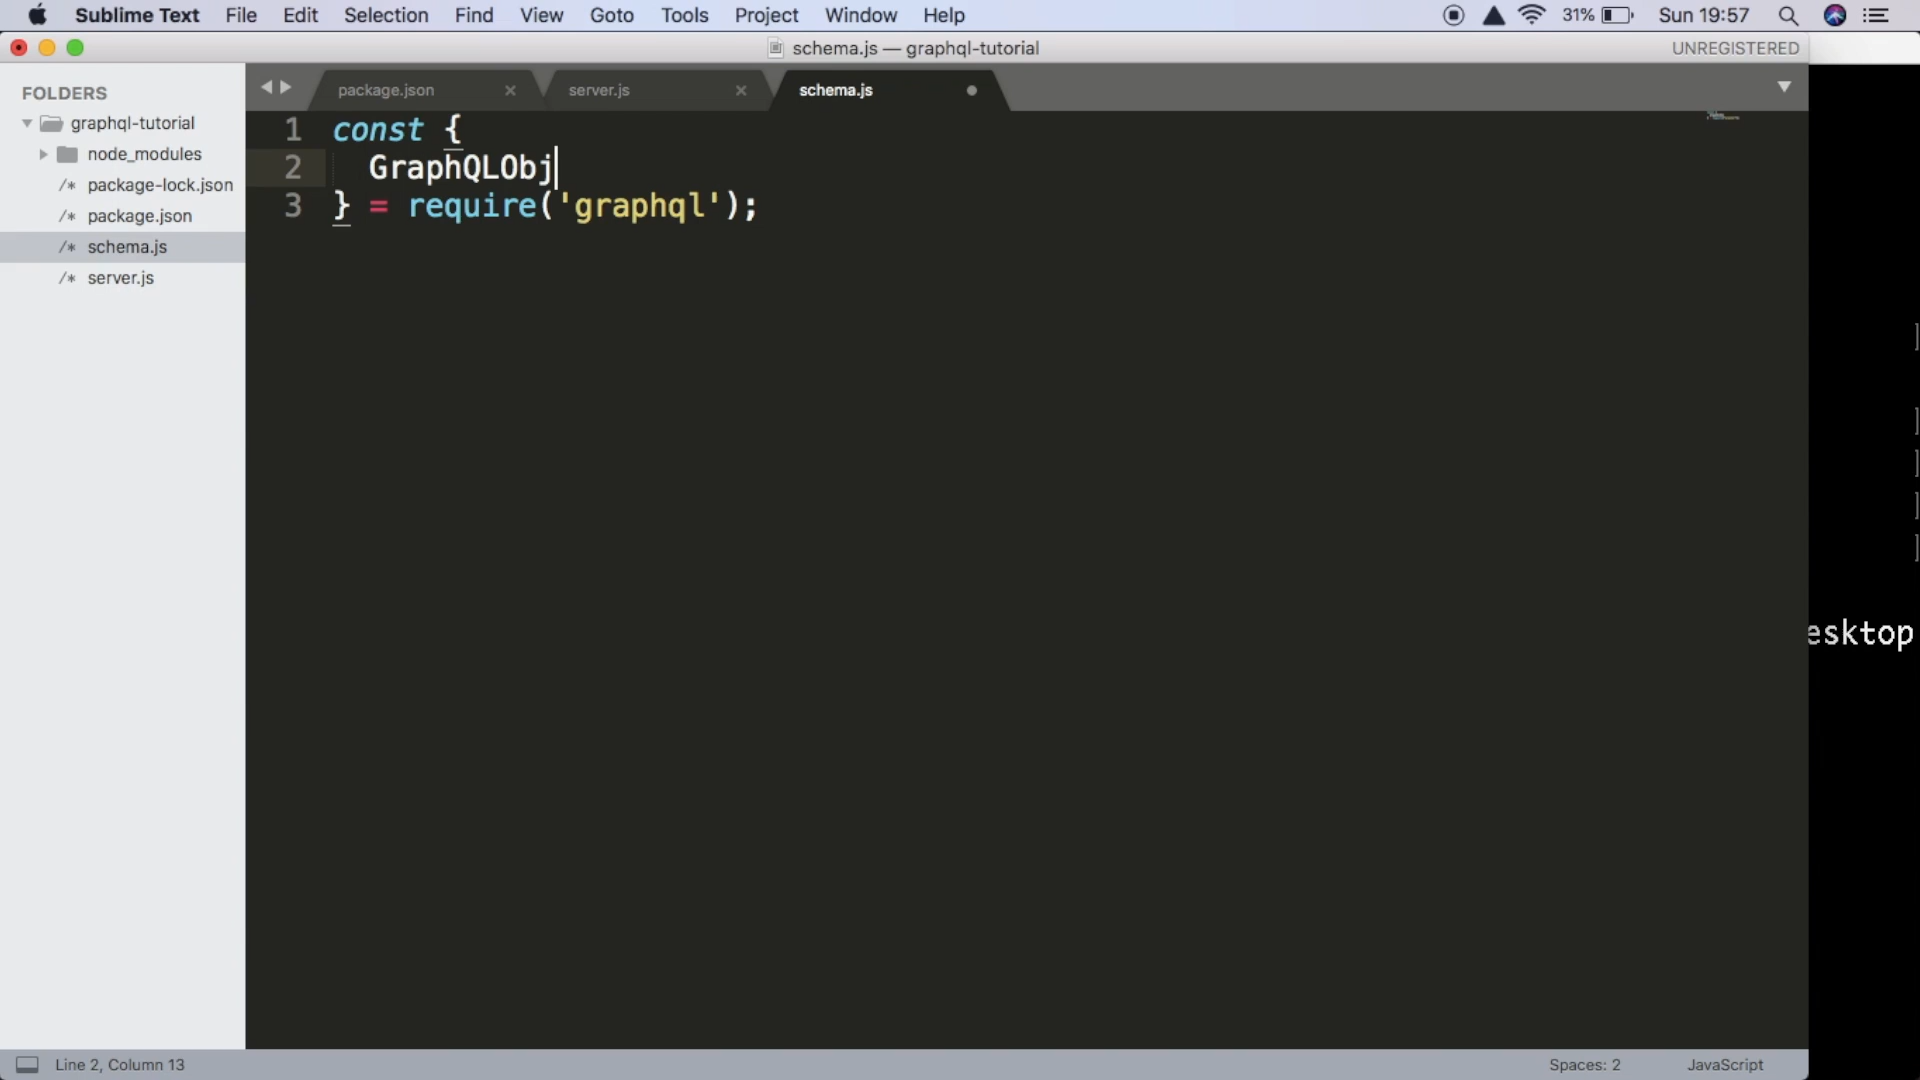 Sublime Text File Edit Selection Find View Goto Tools Project Window Help 31% Sun 19:57
schema.js — graphql-tutorial UNREGISTERED
FOLDERS
graphql-tutorial
node_modules
/* package-lock.json
/* package.json
/* schema.js
/* server.js
package.json server.js schema.js
1 const {
2 GraphQLObj
3 } = require('graphql');
]
]
]
]
]
esktop
Line 2, Column 13 Spaces: 2 JavaScript